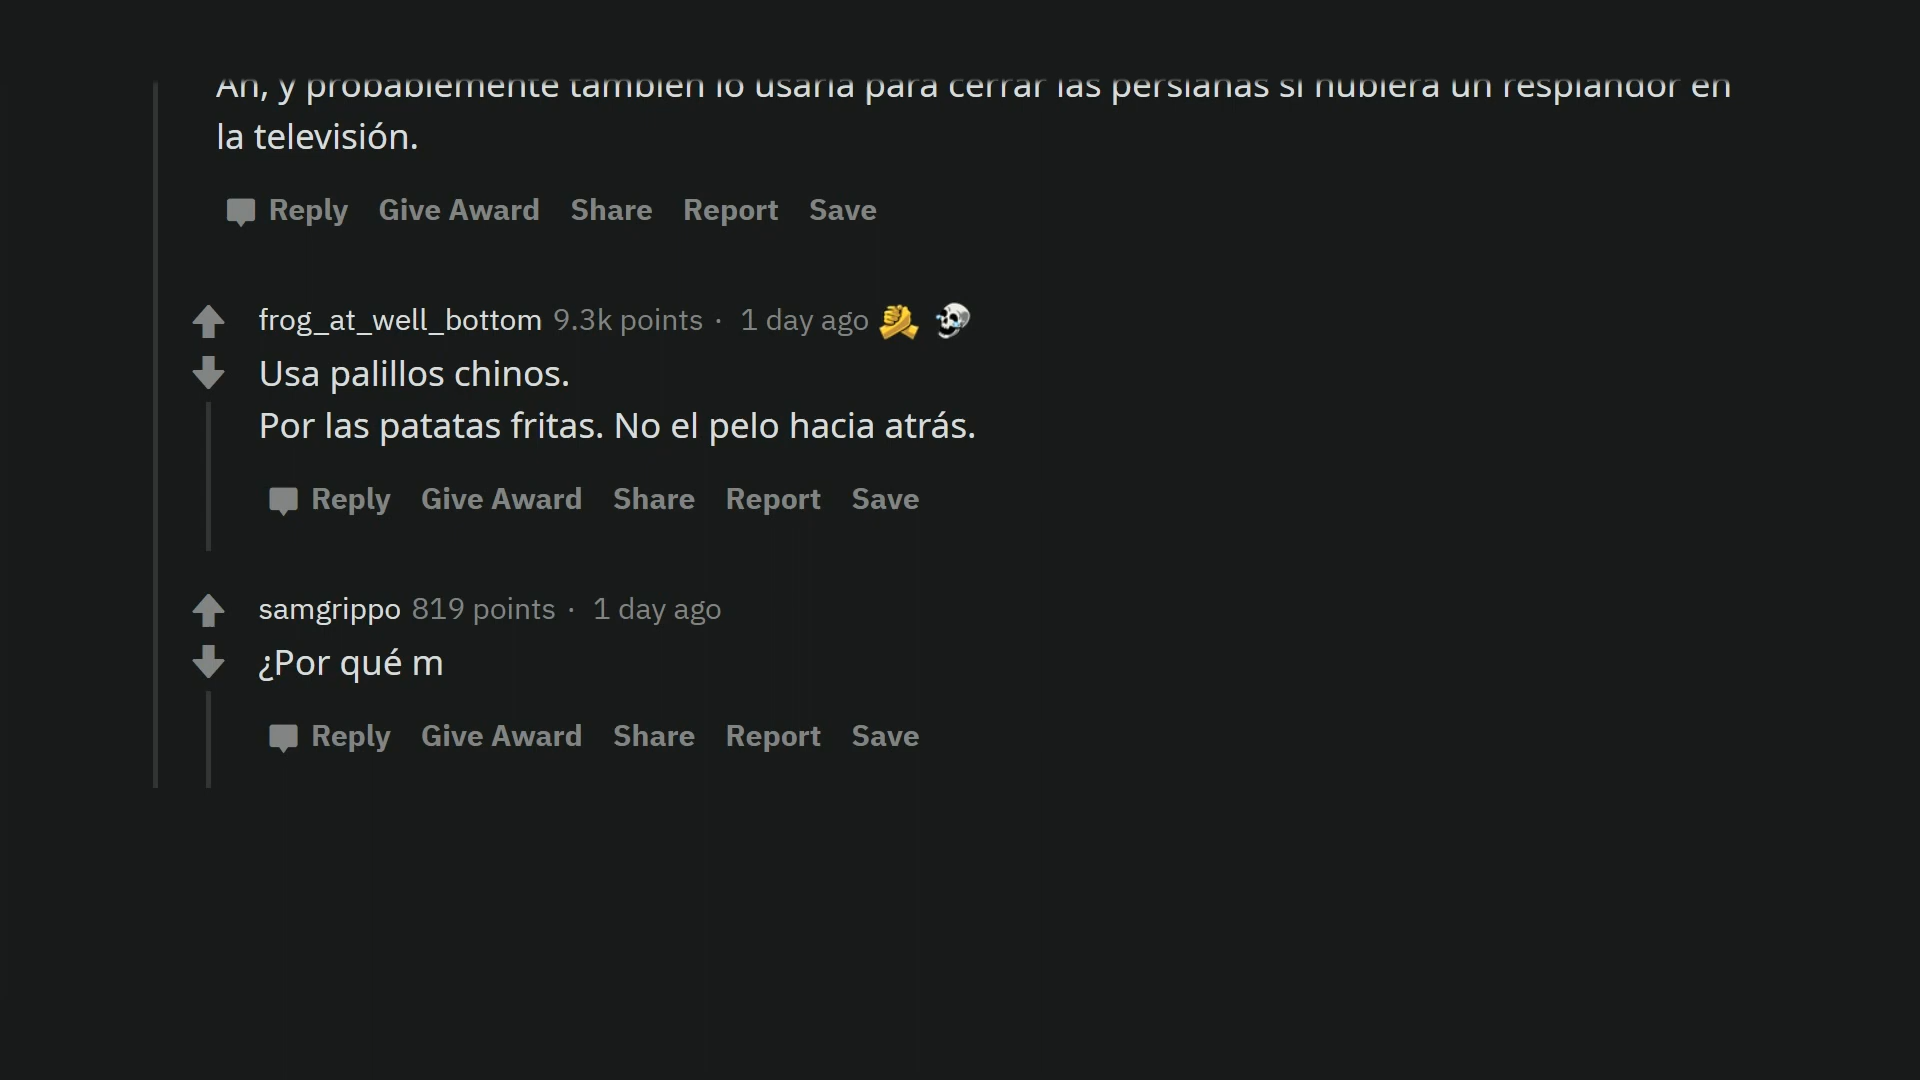 Ah, y probablemente también lo usaría para cerrar las persianas si hubiera un resplandor en
la televisión.
Reply Give Award Share Report Save
frog_at_well_bottom 9.3k points · 1 day ago
Usa palillos chinos.
Por las patatas fritas. No el pelo hacia atrás.
Reply Give Award Share Report Save
samgrippo 819 points · 1 day ago
¿Por qué m
Reply Give Award Share Report Save